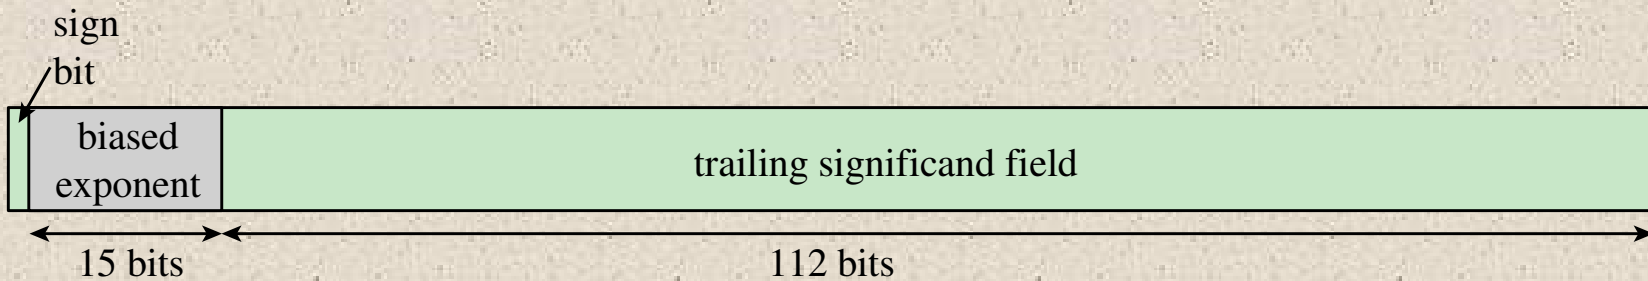 sign
bit
biased
exponent
trailing significand field
15 bits
112 bits